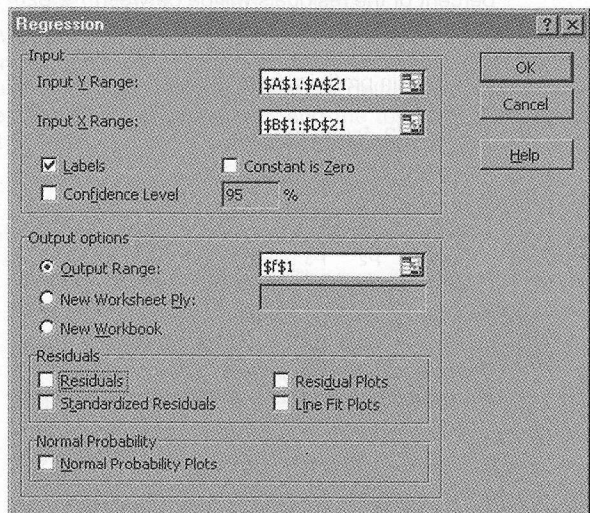 Regression
Input
Input Y Range:
$A$1:$A$21
Input X Range:
$B$1:$D$21
Labels
Constant is Zero
Confidence Level
95
%
OK
Cancel
Help
Output options
Output Range:
$f$1
New Worksheet Ply:
New Workbook
Residuals
Residuals
Residual Plots
Standardized Residuals
Line Fit Plots
Normal Probability
Normal Probability Plots